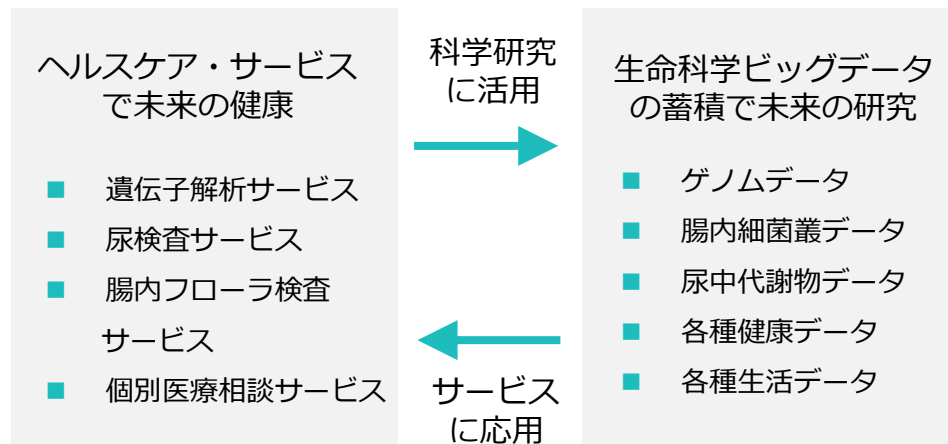 ヘルスケア・サービス
で未来の健康
■ 遺伝子解析サービス
■ 尿検査サービス
■ 腸内フローラ検査
サービス
■ 個別医療相談サービス
科学研究
に活用
サービス
に応用
生命科学ビッグデータ
の蓄積で未来の研究
■ ゲノムデータ
■ 腸内細菌叢データ
■ 尿中代謝物データ
■ 各種健康データ
■ 各種生活データ